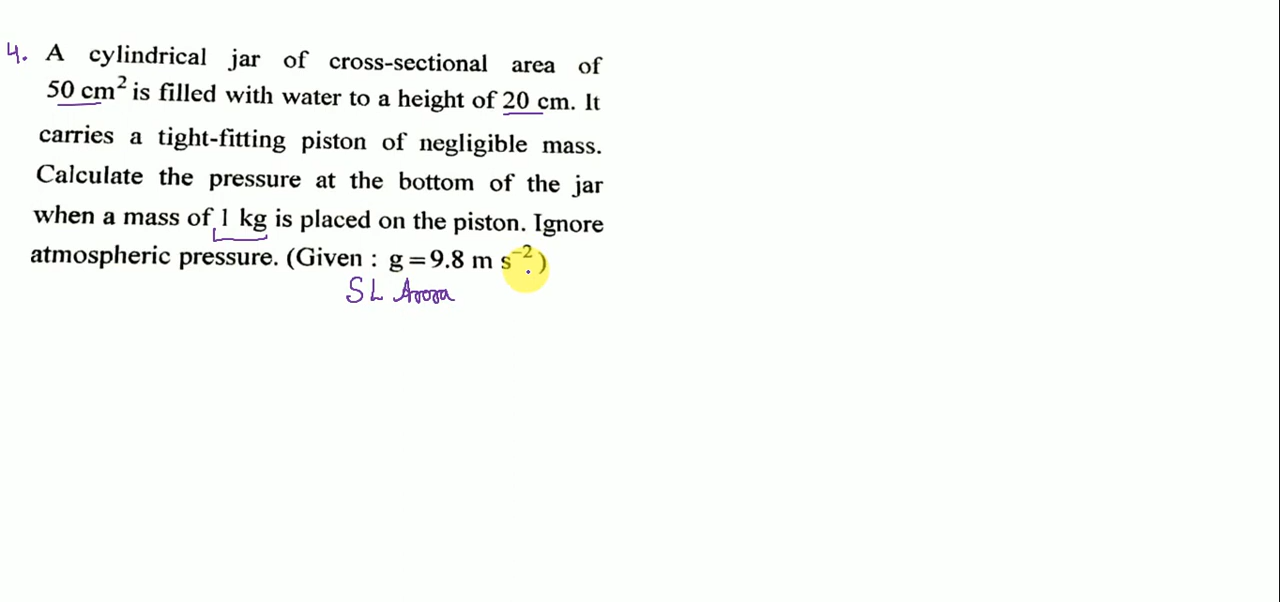 4. A cylindrical jar of cross-sectional area of
50 cm² is filled with water to a height of 20 cm. It
carries a tight-fitting piston of negligible mass.
Calculate the pressure at the bottom of the jar
when a mass of 1 kg is placed on the piston. Ignore
atmospheric pressure. (Given : g = 9.8 m s⁻²)
SL Arora